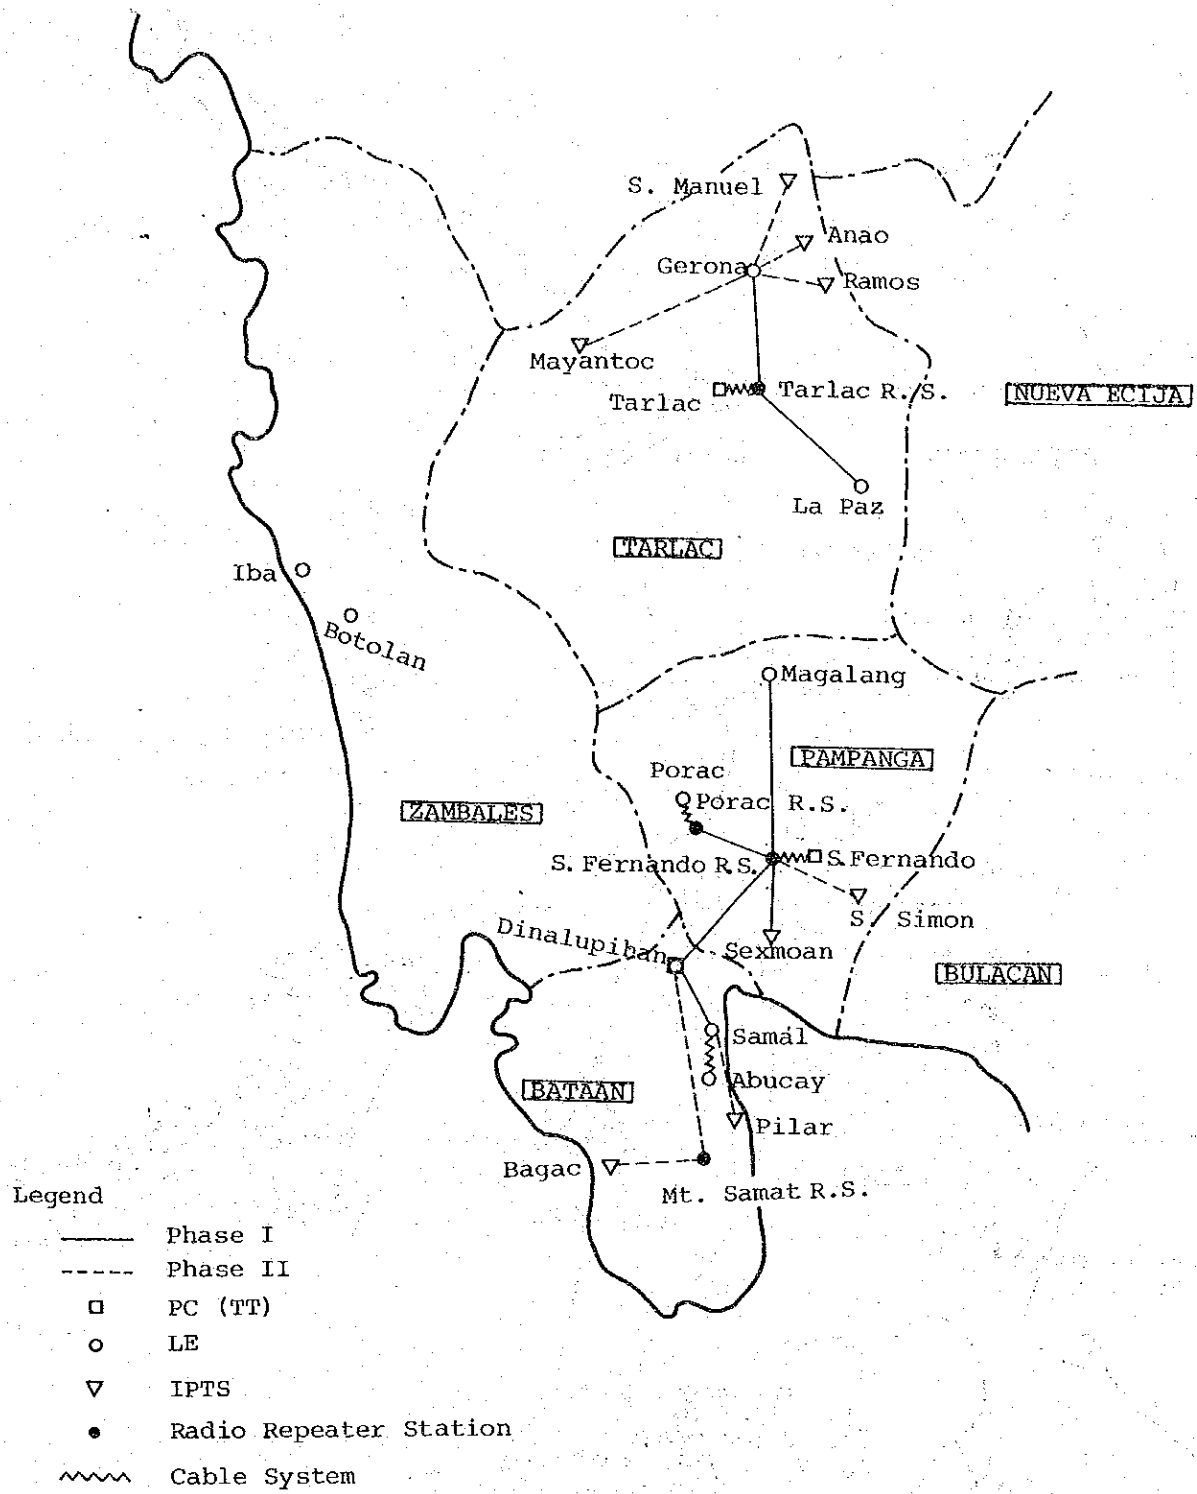 S. Manuel
Anao
Gerona
Ramos
Mayantoc
Tarlac
Tarlac R.S.
NUEVA ECIJA
La Paz
TARLAC
Iba
Botolan
Magalang
PAMPANGA
Porac
Porac R.S.
ZAMBALES
S. Fernando R.S.
S. Fernando
S. Simon
Dinalupihan
Sexmoan
BULACAN
Samal
Abucay
BATAAN
Pilar
Bagac
Mt. Samat R.S.
Legend
Phase I
Phase II
PC (TT)
LE
IPTS
Radio Repeater Station
Cable System